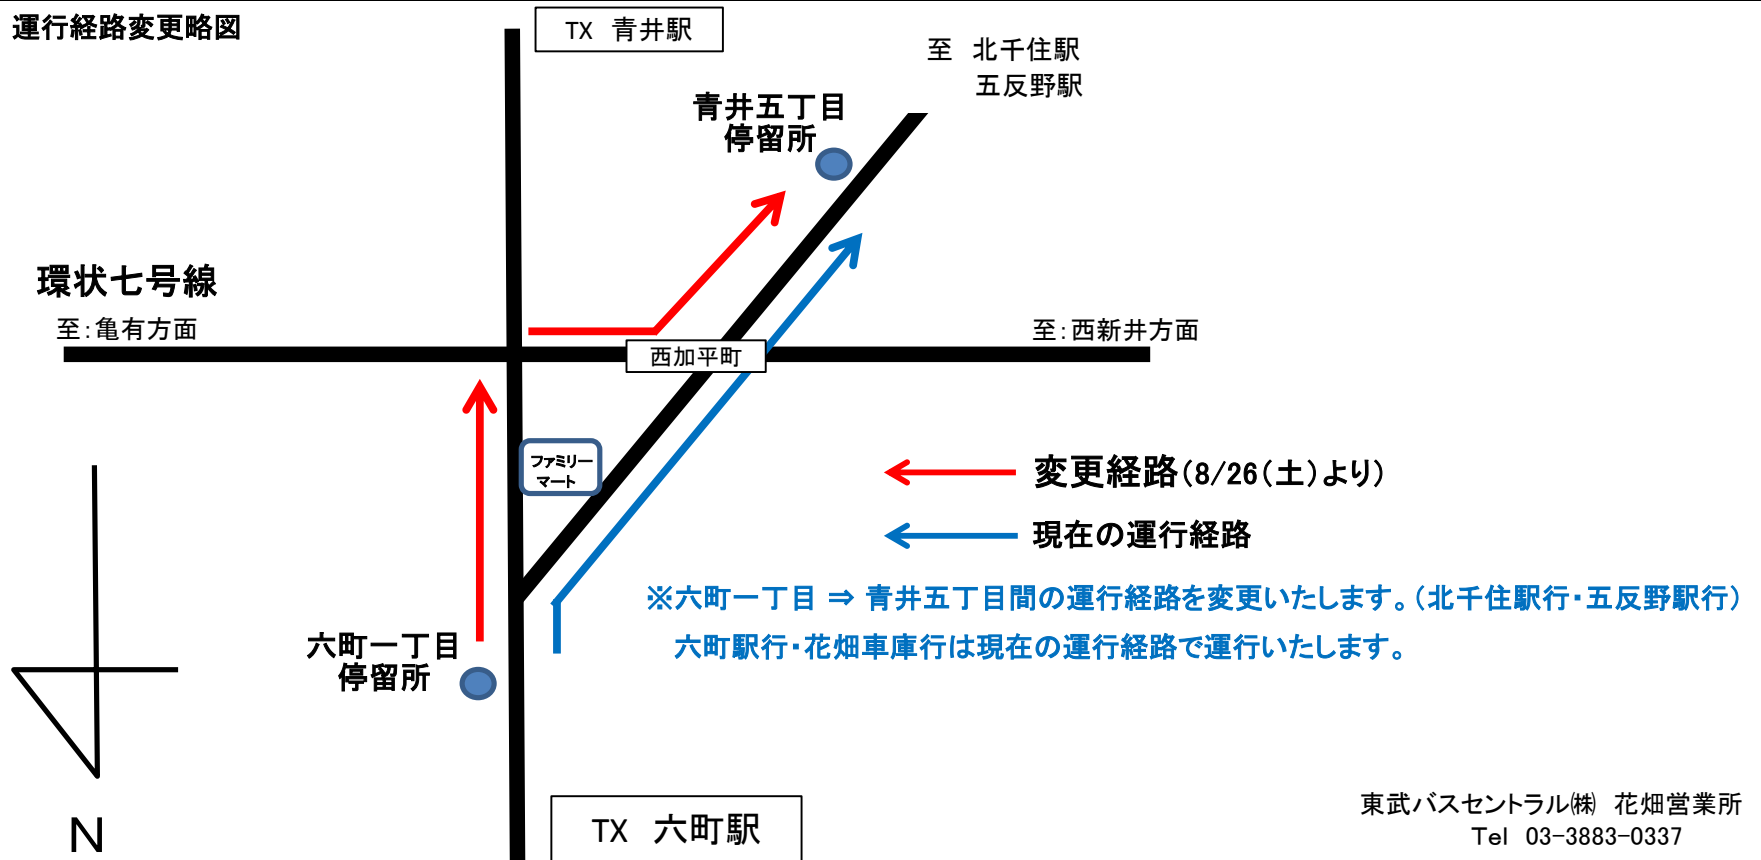 運行経路変更略図
TX 青井駅
至 北千住駅
五反野駅
青井五丁目
停留所
環状七号線
至:亀有方面
至:西新井方面
西加平町
ファミリー
マート
変更経路(8/26(土)より)
現在の運行経路
※六町一丁目 ⇒ 青井五丁目間の運行経路を変更いたします。(北千住駅行・五反野駅行)
六町駅行・花畑車庫行は現在の運行経路で運行いたします。
六町一丁目
停留所
N
TX 六町駅
東武バスセントラル㈱ 花畑営業所
Tel 03-3883-0337